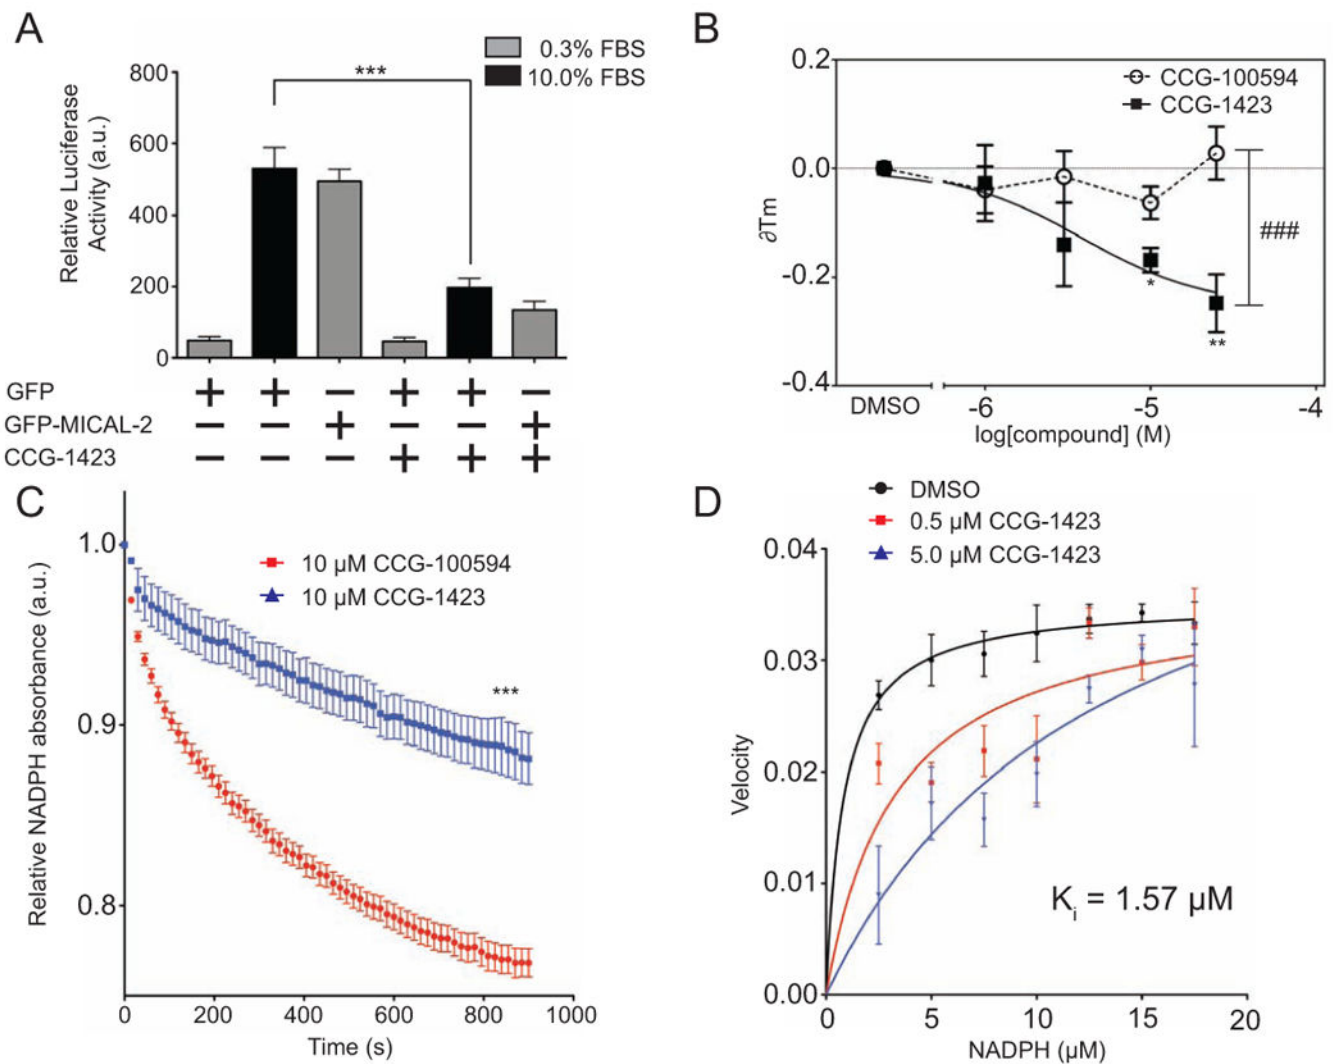 A
0.3% FBS
10.0% FBS
***
Relative Luciferase
Activity (a.u.)
800
600
400
200
0
GFP + + − + + −
GFP-MICAL-2 − − + − − +
CCG-1423 − − − + + +
B
CCG-100594
CCG-1423
∂Tm
0.2
0.0
-0.2
-0.4
###
*
**
DMSO -6 -5 -4
log[compound] (M)
C
10 µM CCG-100594
10 µM CCG-1423
***
Relative NADPH absorbance (a.u.)
1.0
0.9
0.8
0 200 400 600 800 1000
Time (s)
D
DMSO
0.5 µM CCG-1423
5.0 µM CCG-1423
Velocity
0.04
0.03
0.02
0.01
0.00
Ki = 1.57 µM
0 5 10 15 20
NADPH (µM)